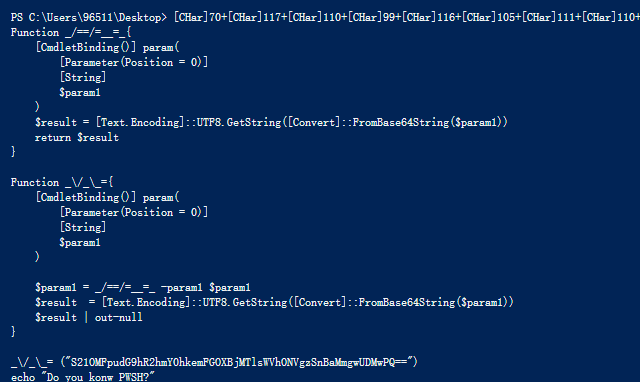 PS C:\Users\96511\Desktop> [CHar]70+[CHar]117+[CHar]110+[CHar]99+[CHar]116+[CHar]105+[CHar]111+[CHar]110+
Function _/==/=__=_{
    [CmdletBinding()] param(
        [Parameter(Position = 0)]
        [String]
        $param1
    )
    $result = [Text.Encoding]::UTF8.GetString([Convert]::FromBase64String($param1))
    return $result
}
Function _\/_\_={
    [CmdletBinding()] param(
        [Parameter(Position = 0)]
        [String]
        $param1
    )
    $param1 = _/==/=__=_ -param1 $param1
    $result  = [Text.Encoding]::UTF8.GetString([Convert]::FromBase64String($param1))
    $result | out-null
}
_\/_\_= ("S21OMFpudG9hR2hmY0hkemFGOXBjMTlsWVhONVgzSnBaMmgwUDMwPQ==")
echo "Do you konw PWSH?"